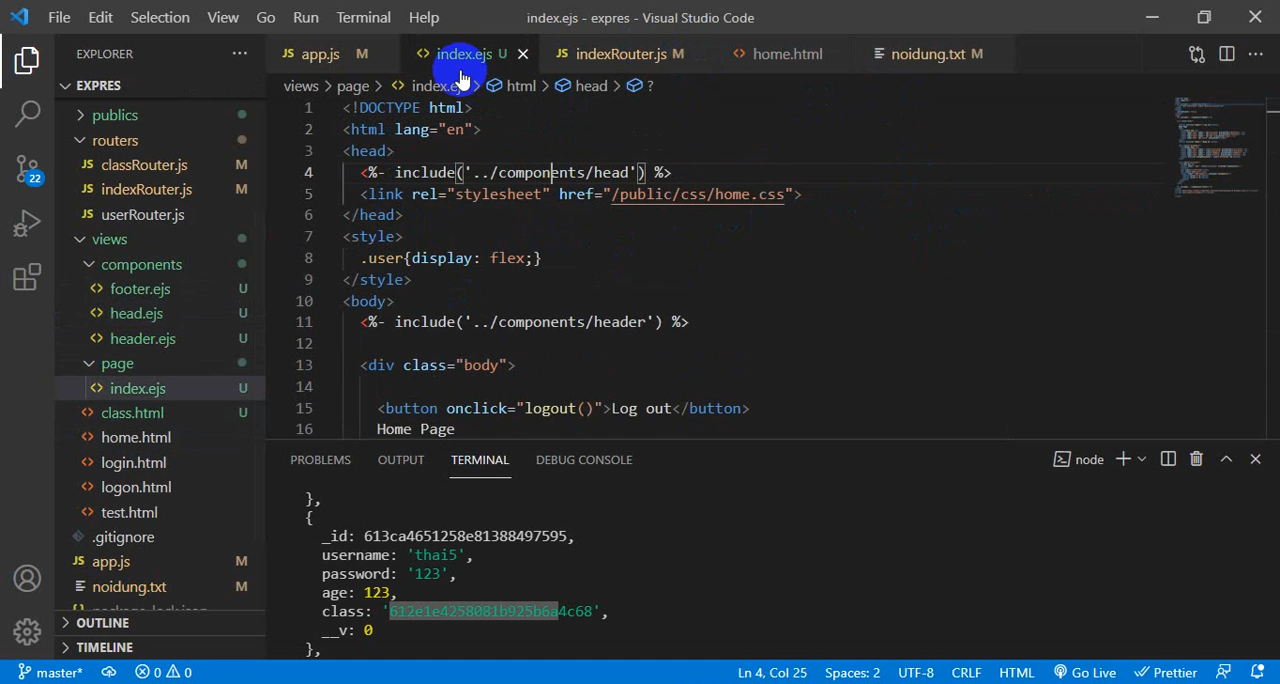 File Edit Selection View Go Run Terminal Help index.ejs - expres - Visual Studio Code
EXPLORER
EXPRES
publics
routers
JS classRouter.js M
JS indexRouter.js M
JS userRouter.js
views
components
footer.ejs U
head.ejs U
header.ejs U
page
index.ejs U
class.html U
home.html
login.html
logon.html
test.html
.gitignore
JS app.js M
noidung.txt M
OUTLINE
TIMELINE
22
JS app.js M index.ejs U JS indexRouter.js M home.html noidung.txt M
views > page > index.ejs > html > head > ?
1 <!DOCTYPE html>
2 <html lang="en">
3 <head>
4 <%- include('../components/head') %>
5 <link rel="stylesheet" href="/public/css/home.css">
6 </head>
7 <style>
8 .user{display: flex;}
9 </style>
10 <body>
11 <%- include('../components/header') %>
12
13 <div class="body">
14
15 <button onclick="logout()">Log out</button>
16 Home Page
PROBLEMS OUTPUT TERMINAL DEBUG CONSOLE node
},
{
_id: 613ca4651258e81388497595,
username: 'thai5',
password: '123',
age: 123,
class: '612e1e4258081b925b6a4c68',
__v: 0
},
master* 0 0 Ln 4, Col 25 Spaces: 2 UTF-8 CRLF HTML Go Live Prettier